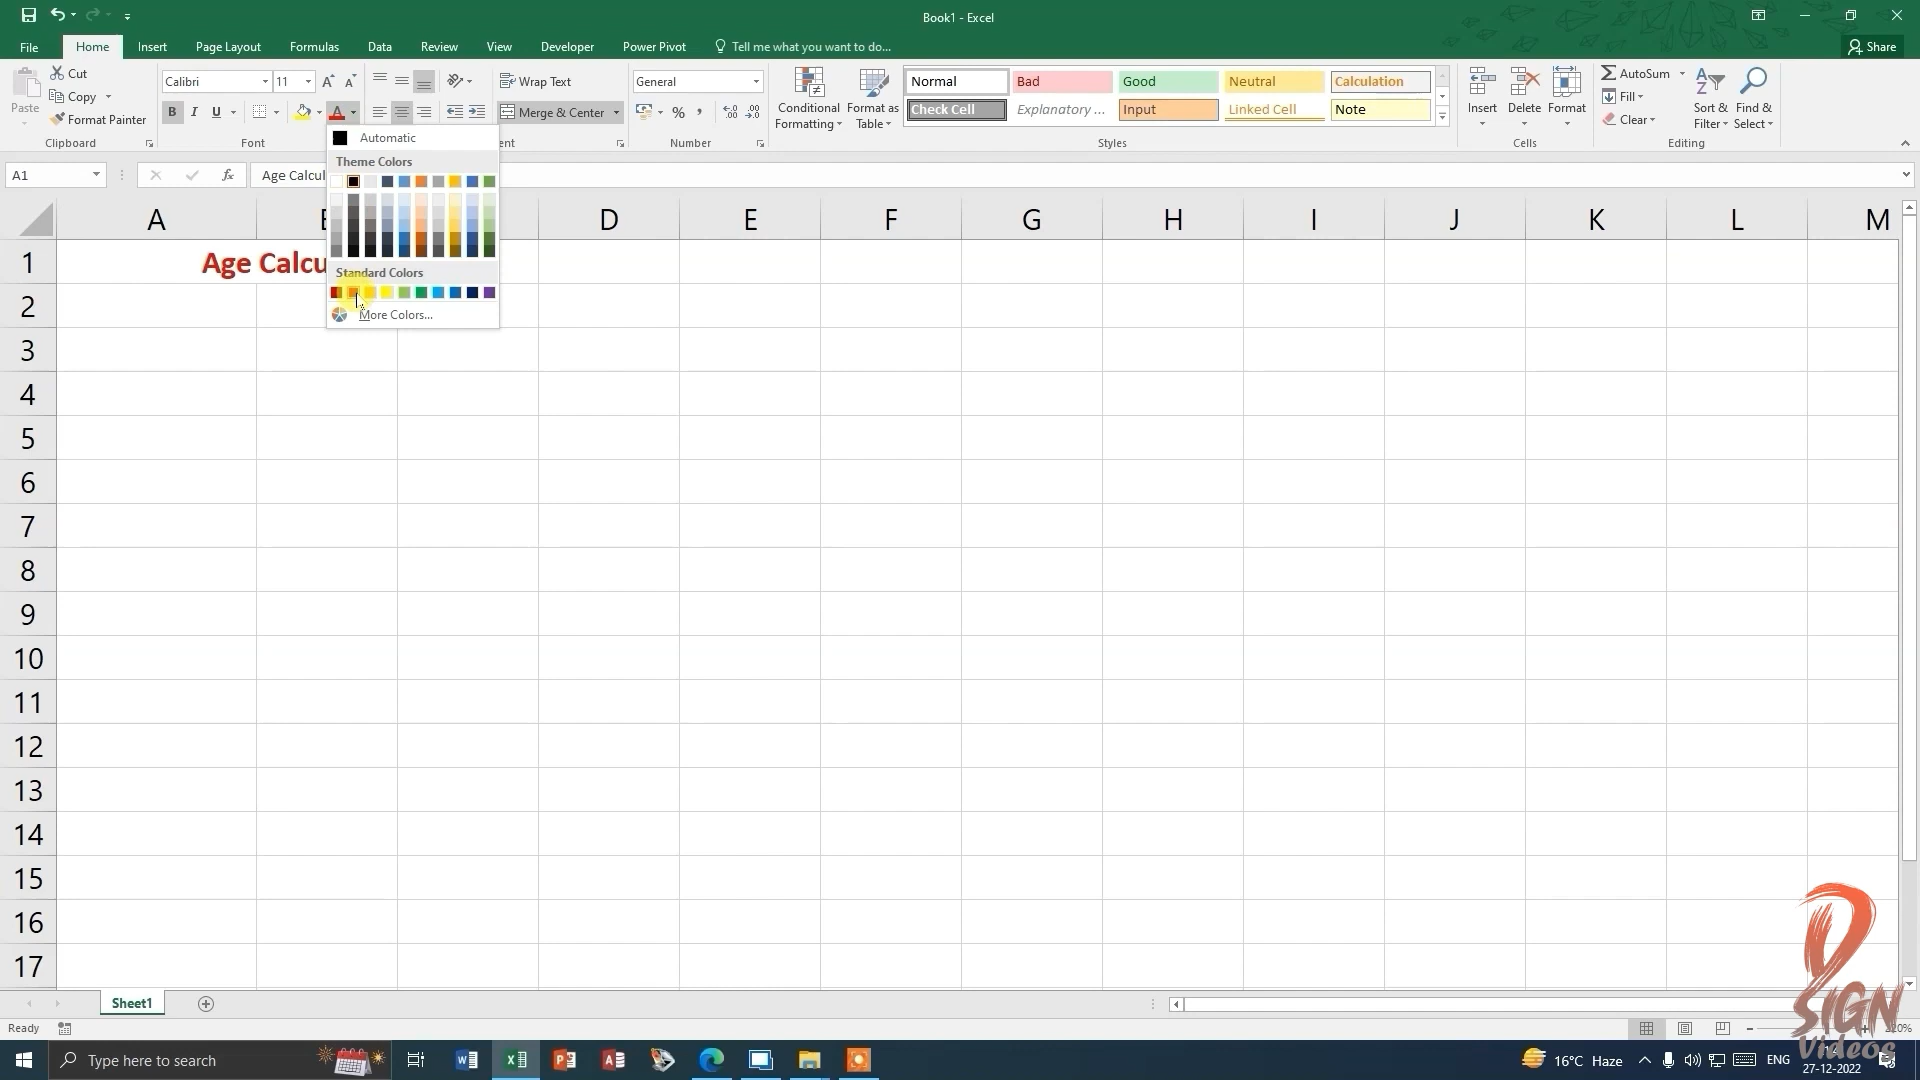 Book1 - Excel
File Home Insert Page Layout Formulas Data Review View Developer Power Pivot Tell me what you want to do... Share
Paste
Cut
Copy
Format Painter
Clipboard
Calibri 11
B I U
Font
Wrap Text
Merge & Center
ent
General
Number
Conditional Formatting
Format as Table
Normal Bad Good Neutral Calculation
Check Cell Explanatory ... Input Linked Cell Note
Styles
Insert Delete Format
Cells
AutoSum
Fill
Clear
Sort & Filter
Find & Select
Editing
Automatic
Theme Colors
Standard Colors
More Colors...
A1 fx Age Calcul
A D E F G H I J K L M
1 Age Calcu
2
3
4
5
6
7
8
9
10
11
12
13
14
15
16
17
Sheet1
Ready
Type here to search
16°C Haze ENG
27-12-2022
D
SIGN
Videos